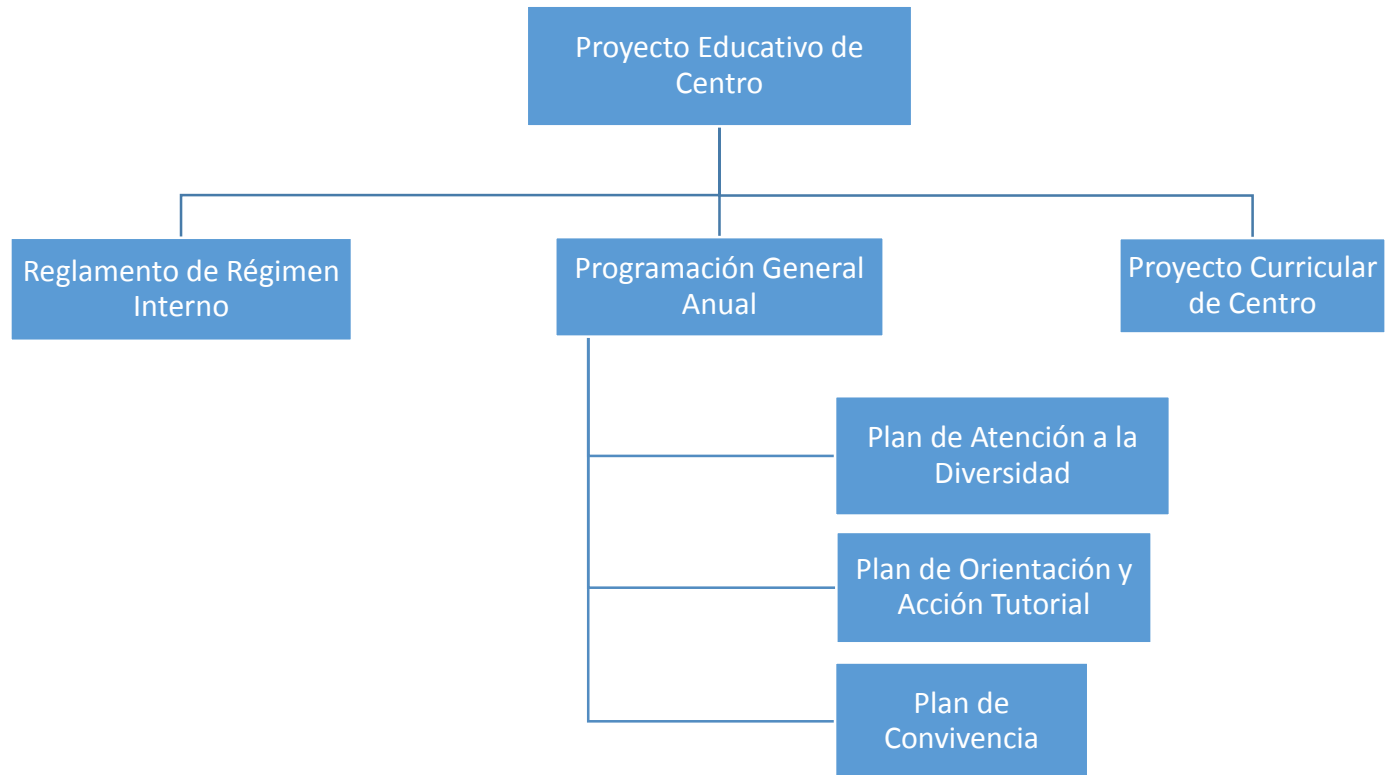 Proyecto Educativo de
Centro
Reglamento de Régimen
Interno
Programación General
Anual
Proyecto Curricular
de Centro
Plan de Atención a la
Diversidad
Plan de Orientación y
Acción Tutorial
Plan de
Convivencia